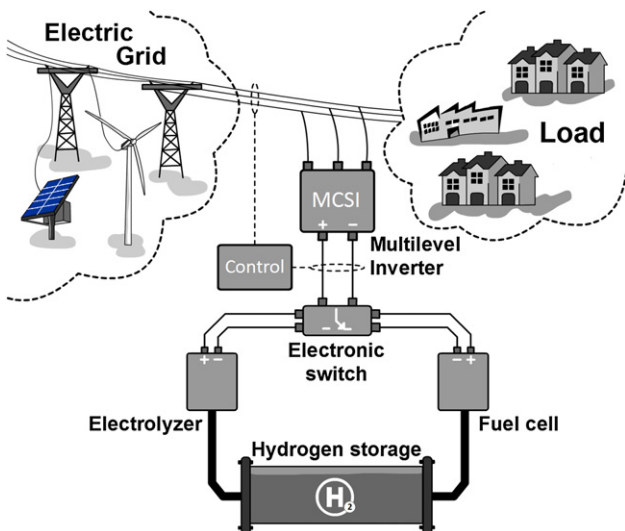 Electric
Grid
Load
MCSI
+ −
Multilevel
Inverter
Control
Electronic
switch
+−
−+
Electrolyzer
Fuel cell
Hydrogen storage
H2